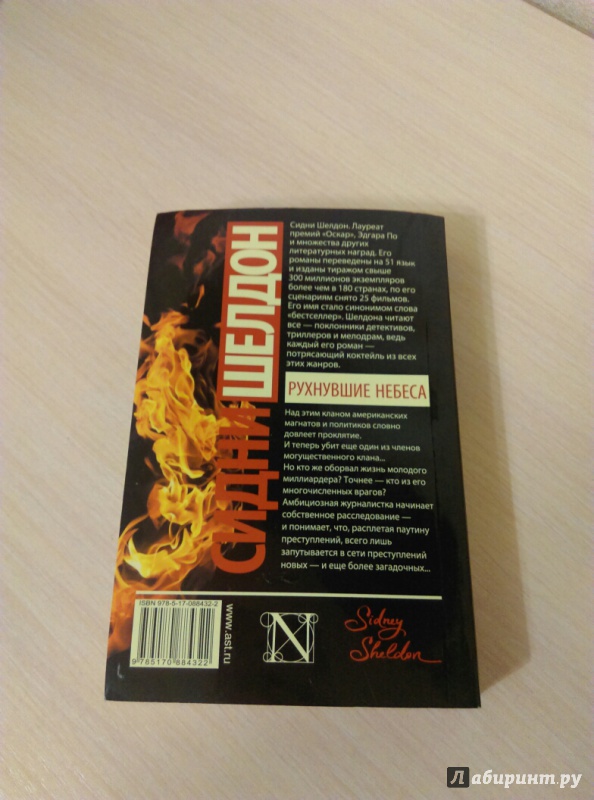 СИДНИ
ШЕЛДОН
Сидни Шелдон. Лауреат
премий «Оскар», Эдгара По
и множества других
литературных наград. Его
романы переведены на 51 язык
и изданы тиражом свыше
300 миллионов экземпляров
более чем в 180 странах, по его
сценариям снято 25 фильмов.
Его имя стало синонимом слова
«бестселлер». Шелдона читают
все — поклонники детективов,
триллеров и мелодрам, ведь
каждый его роман —
потрясающий коктейль из всех
этих жанров.
РУХНУВШИЕ НЕБЕСА
Над этим кланом американских
магнатов и политиков словно
довлеет проклятие.
И теперь убит еще один из членов
могущественного клана...
Но кто же оборвал жизнь молодого
миллиардера? Точнее — кто из его
многочисленных врагов?
Амбициозная журналистка начинает
собственное расследование —
и понимает, что, расплетая паутину
преступлений, всего лишь
запутывается в сети преступлений
новых — и еще более загадочных...
ISBN 978-5-17-088432-2
9 785170 884322
www.ast.ru
N
Sidney
Sheldon
Лабиринт.ру